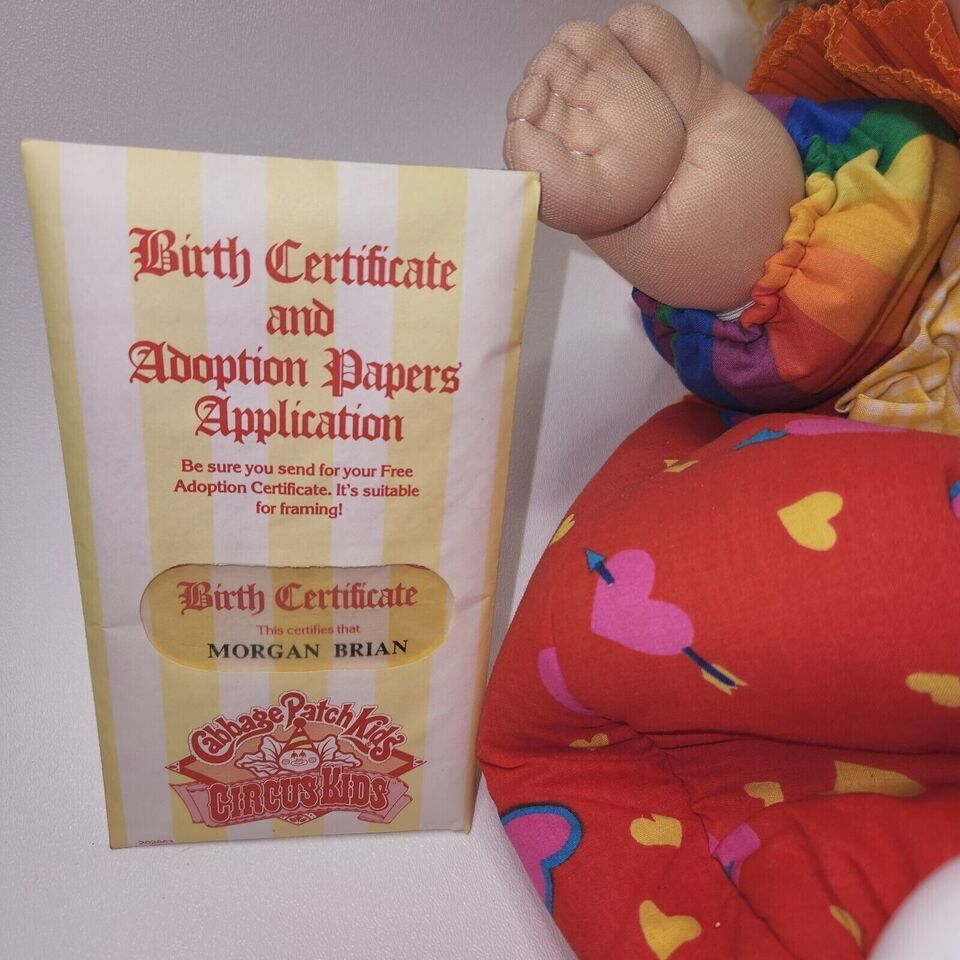 Birth Certificate
and
Adoption Papers
Application
Be sure you send for your Free
Adoption Certificate. It's suitable
for framing!
Birth Certificate
This certifies that
MORGAN BRIAN
Cabbage Patch Kids
CIRCUS KIDS